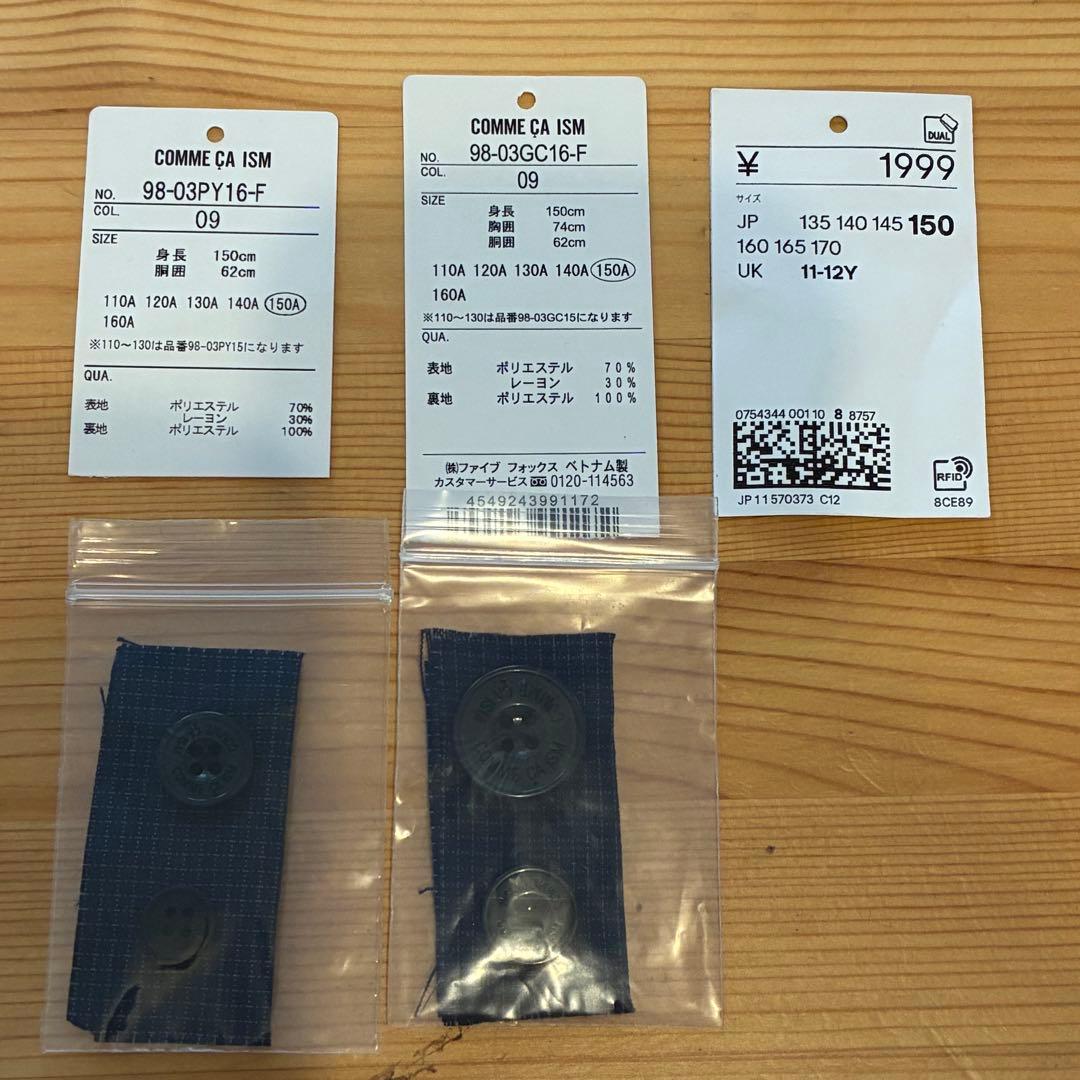 COMME ÇA ISM
NO. 98-03PY16-F
COL. 09
SIZE
身長 150cm
胴囲 62cm
110A 120A 130A 140A 150A
160A
※110～130は品番98-03PY15になります
QUA.
表地 ポリエステル 70%
レーヨン 30%
裏地 ポリエステル 100%
COMME ÇA ISM
NO. 98-03GC16-F
COL. 09
SIZE
身長 150cm
胸囲 74cm
胴囲 62cm
110A 120A 130A 140A 150A
160A
※110～130は品番98-03GC15になります
QUA.
表地 ポリエステル 70%
レーヨン 30%
裏地 ポリエステル 100%
㈱ファイブ フォックス ベトナム製
カスタマーサービス 0120-114563
4549243991172
DUAL
¥ 1999
サイズ
JP 135 140 145 150
160 165 170
UK 11-12Y
0754344 001 10 8 8757
RFID
JP 11570373 C12
8CE89
COMME ÇA ISM